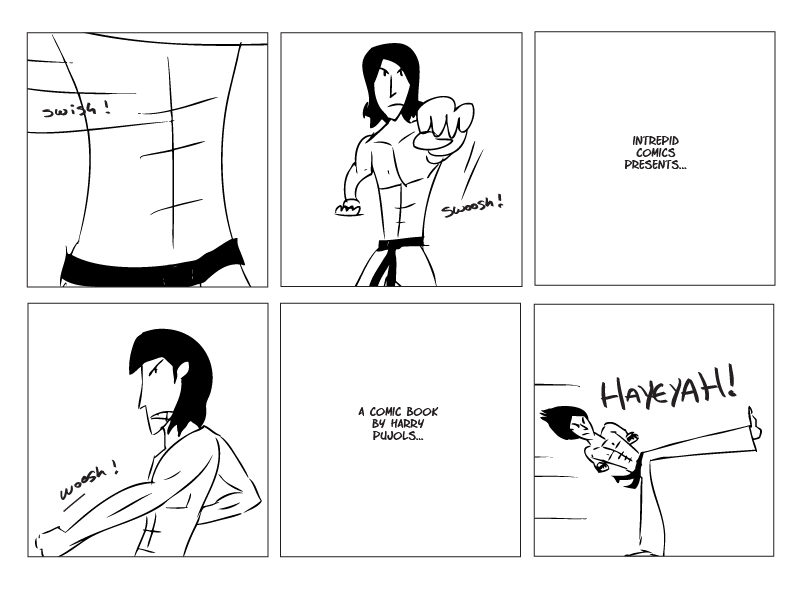 swish!
swoosh!
INTREPID
COMICS
PRESENTS...
woosh!
A COMIC BOOK
BY HARRY
PUJOLS...
HAYEYAH!